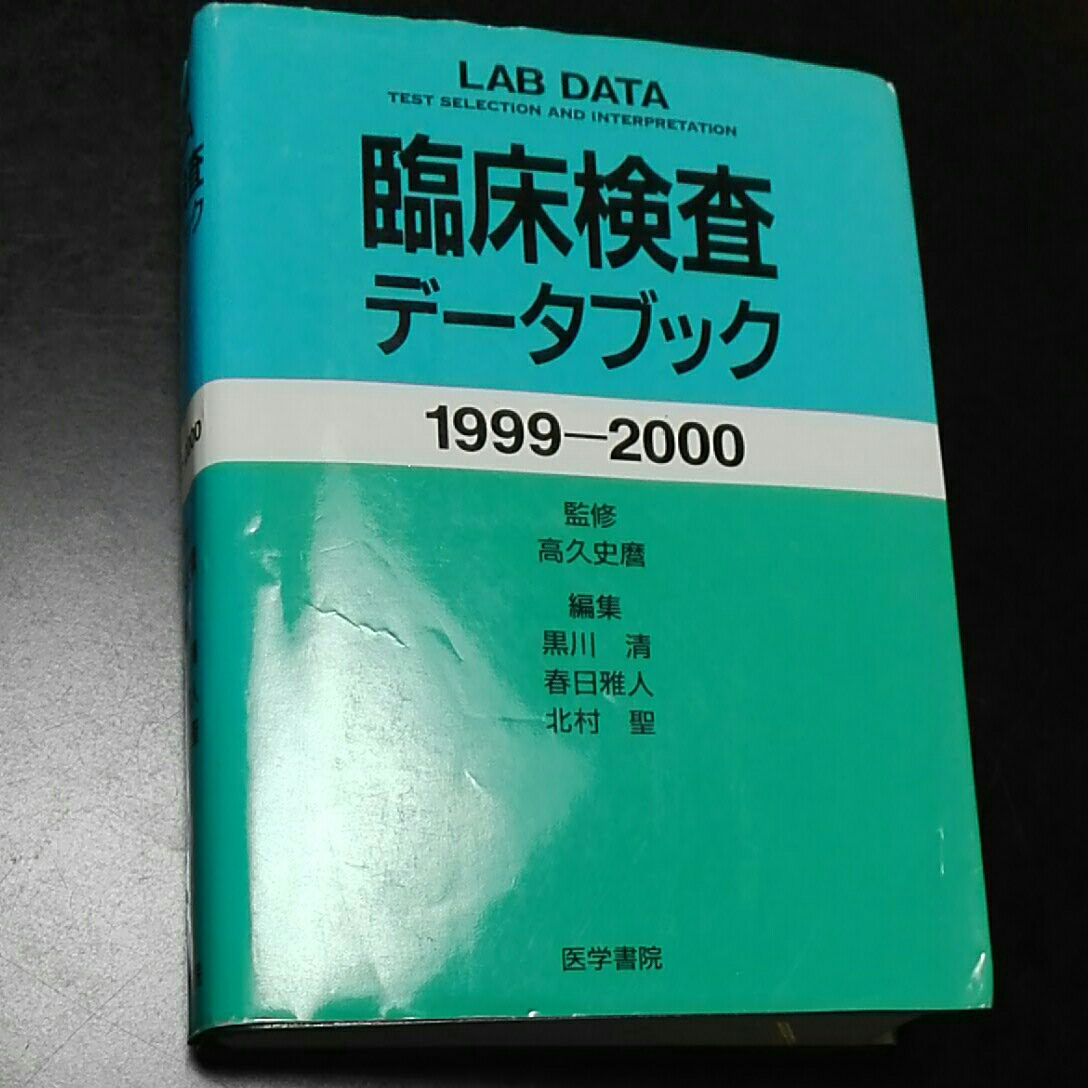 LAB DATA
TEST SELECTION AND INTERPRETATION
臨床検査
データブック
1999—2000
監修
高久史麿
編集
黒川 清
春日雅人
北村 聖
医学書院